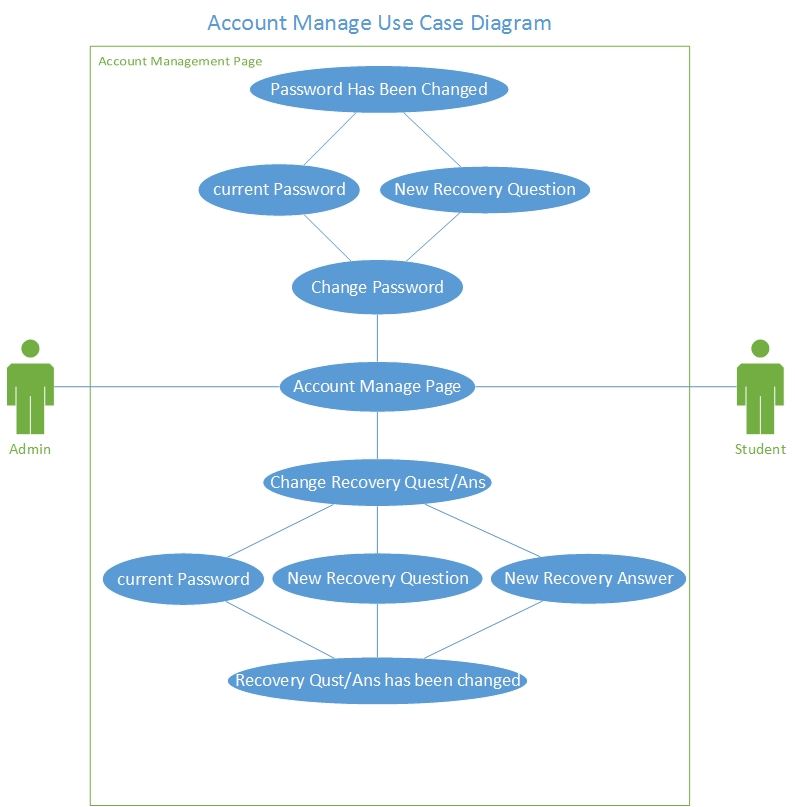 Account Manage Use Case Diagram
Account Management Page
Password Has Been Changed
current Password
New Recovery Question
Change Password
Account Manage Page
Admin
Student
Change Recovery Quest/Ans
current Password
New Recovery Question
New Recovery Answer
Recovery Qust/Ans has been changed